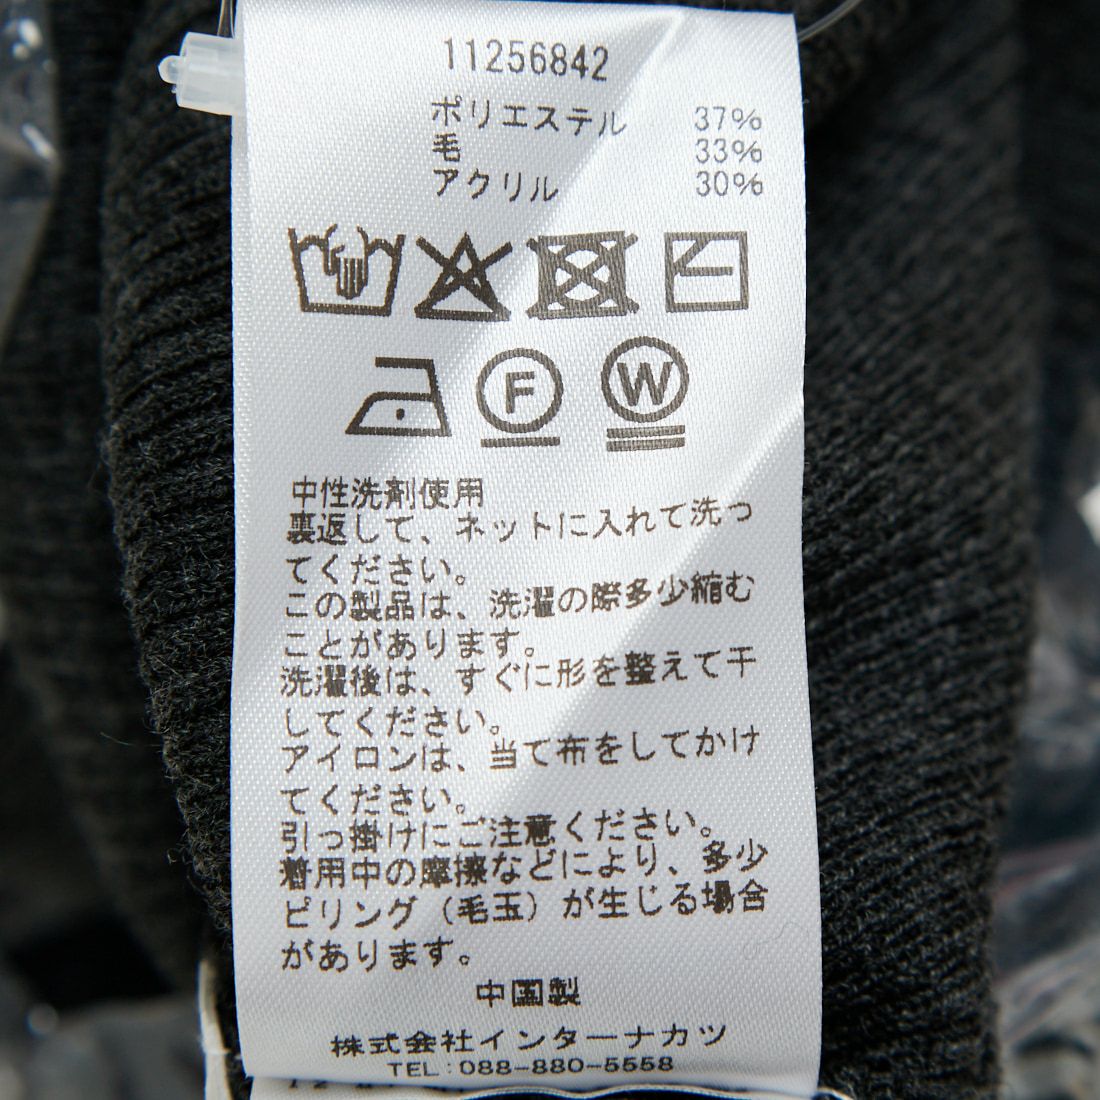 11256842
ポリエステル 37%
毛 33%
アクリル 30%
F W
中性洗剤使用
裏返して、ネットに入れて洗っ
てください。
この製品は、洗濯の際多少縮む
ことがあります。
洗濯後は、すぐに形を整えて干
してください。
アイロンは、当て布をしてかけ
てください。
引っ掛けにご注意ください。
着用中の摩擦などにより、多少
ピリング（毛玉）が生じる場合
があります。
中国製
株式会社インターナカツ
TEL:088-880-5558